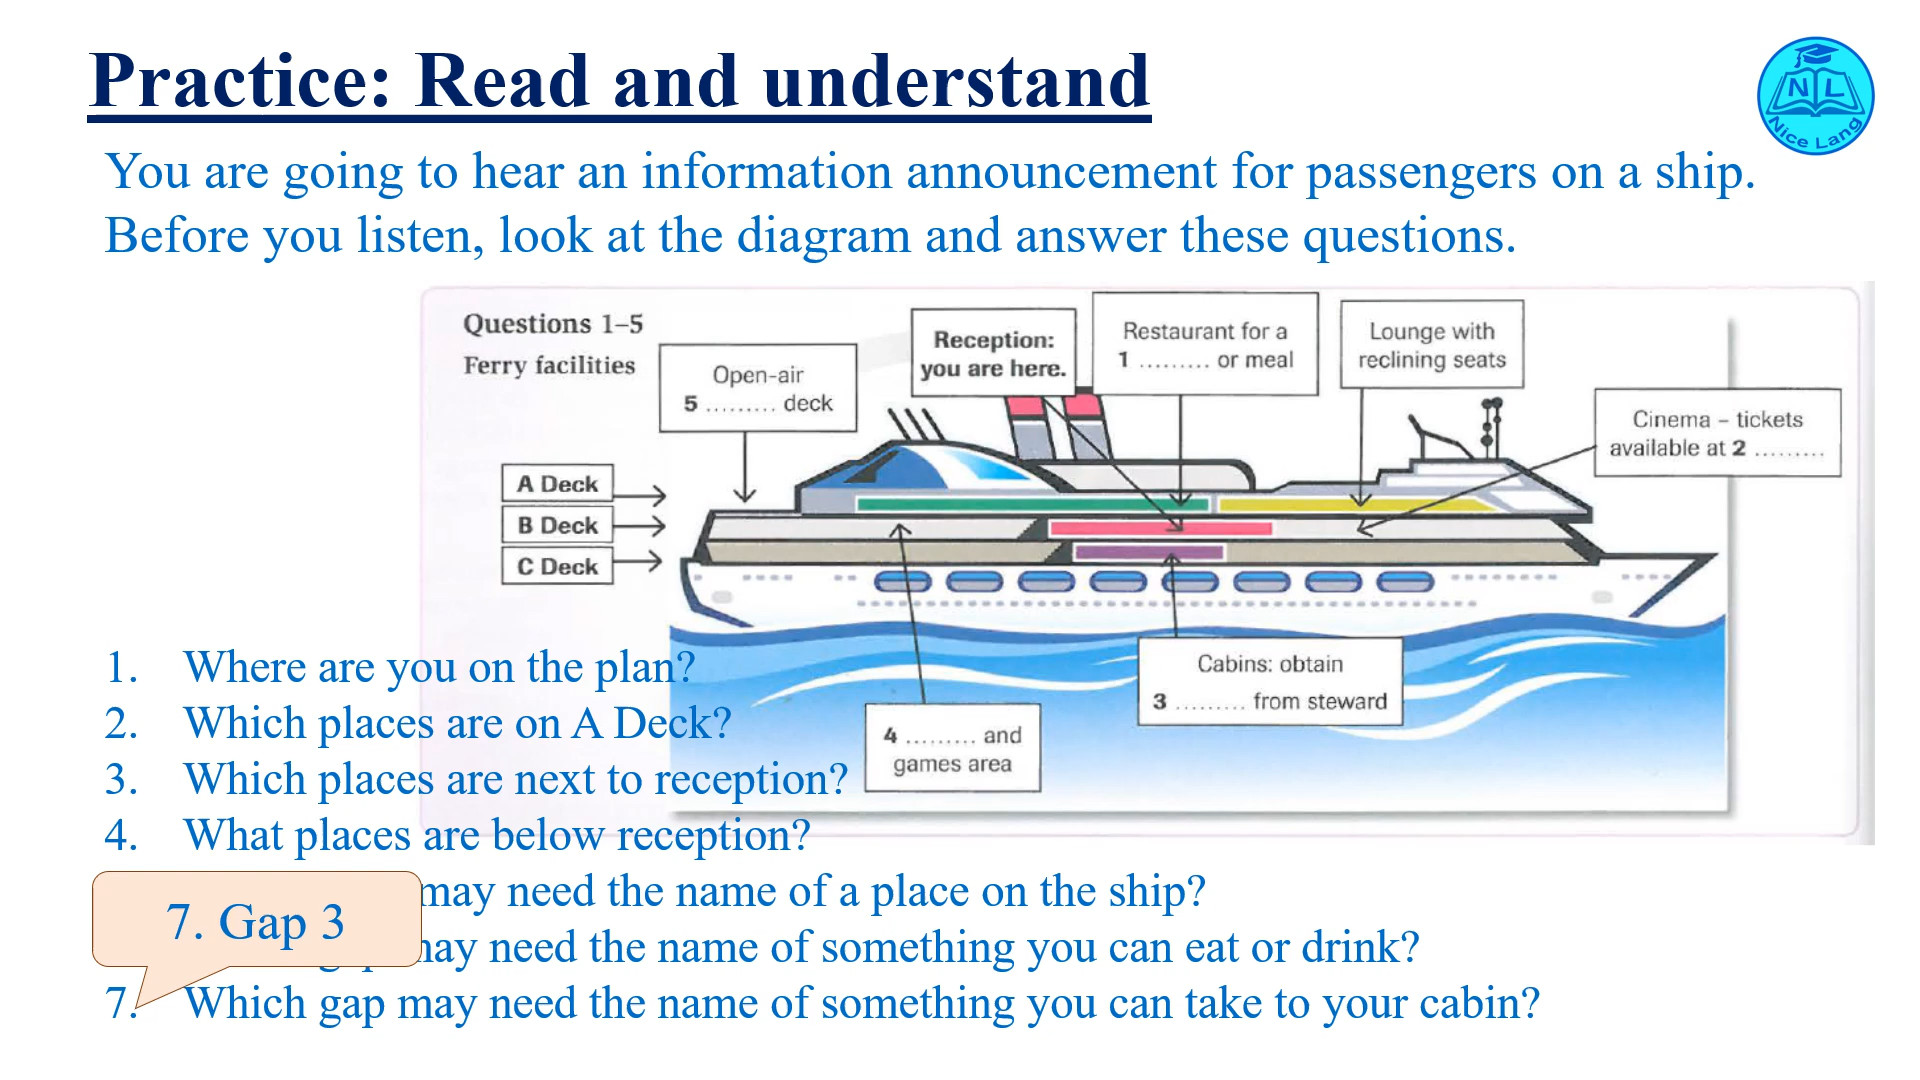 Practice: Read and understand
NL
Nice Lang
You are going to hear an information announcement for passengers on a ship.
Before you listen, look at the diagram and answer these questions.
Questions 1–5
Ferry facilities
Open-air
5 ......... deck
Reception:
you are here.
Restaurant for a
1 ......... or meal
Lounge with
reclining seats
Cinema – tickets
available at 2 .........
A Deck
B Deck
C Deck
Cabins: obtain
3 ......... from steward
4 ......... and
games area
1. Where are you on the plan?
2. Which places are on A Deck?
3. Which places are next to reception?
4. What places are below reception?
may need the name of a place on the ship?
may need the name of something you can eat or drink?
7. Gap 3
7. Which gap may need the name of something you can take to your cabin?